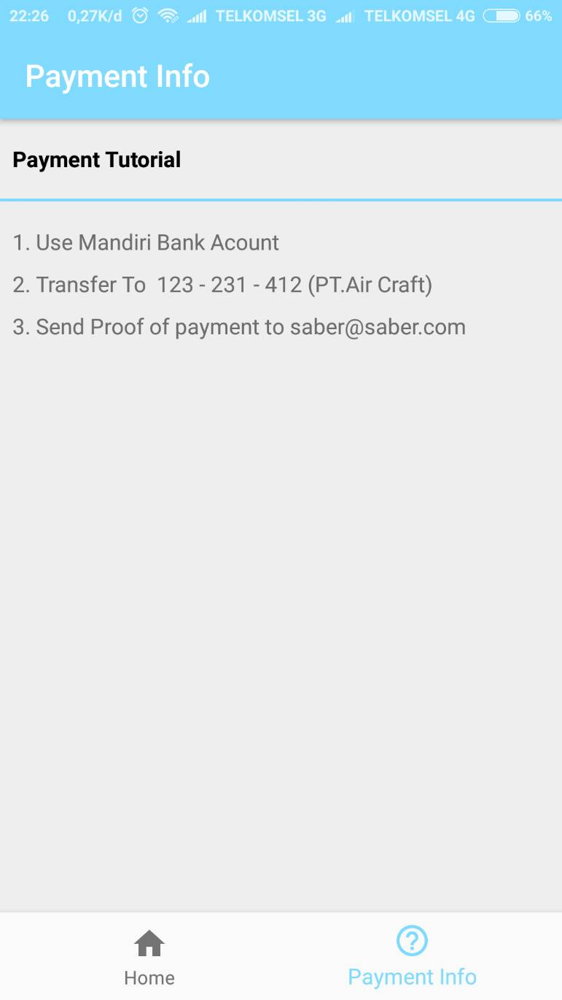 22:26 0,27K/d TELKOMSEL 3G TELKOMSEL 4G 66%
Payment Info
Payment Tutorial
1. Use Mandiri Bank Acount
2. Transfer To  123 - 231 - 412 (PT.Air Craft)
3. Send Proof of payment to saber@saber.com
Home
Payment Info